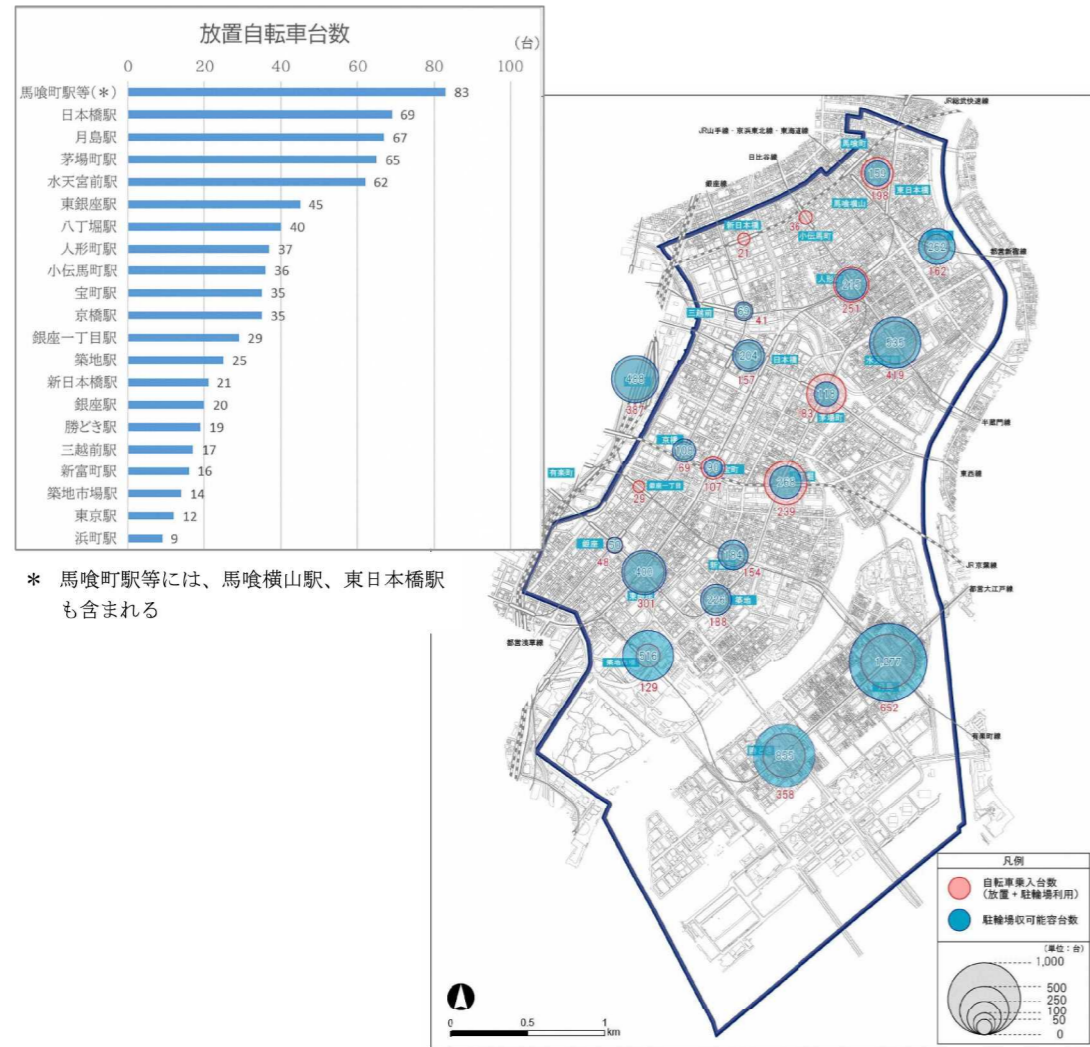 放置自転車台数
(台)
0 20 40 60 80 100
馬喰町駅等(*) 83
日本橋駅 69
月島駅 67
茅場町駅 65
水天宮前駅 62
東銀座駅 45
八丁堀駅 40
人形町駅 37
小伝馬町駅 36
宝町駅 35
京橋駅 35
銀座一丁目駅 29
築地駅 25
新日本橋駅 21
銀座駅 20
勝どき駅 19
三越前駅 17
新富町駅 16
築地市場駅 14
東京駅 12
浜町駅 9
* 馬喰町駅等には、馬喰横山駅、東日本橋駅
も含まれる
JR総武快速線
JR山手線・京浜東北線・東海道線
馬喰町
日比谷線
銀座線
198
東日本橋
馬喰横山
36
小伝馬町
新日本橋
21
162
都営新宿線
人形
251
三越前
41
日本橋
157
419
387
83
茅場町
半蔵門線
東西線
京橋
69
107
有楽町
銀座一丁目
29
239
銀座
48
154
301
築地
188
JR京葉線
都営大江戸線
都営浅草線
516
129
1,077
652
有楽町線
855
358
凡例
自転車乗入台数
(放置+駐輪場利用)
駐輪場収可能容台数
(単位:台)
1,000
500
250
100
50
0
0 0.5 1
km